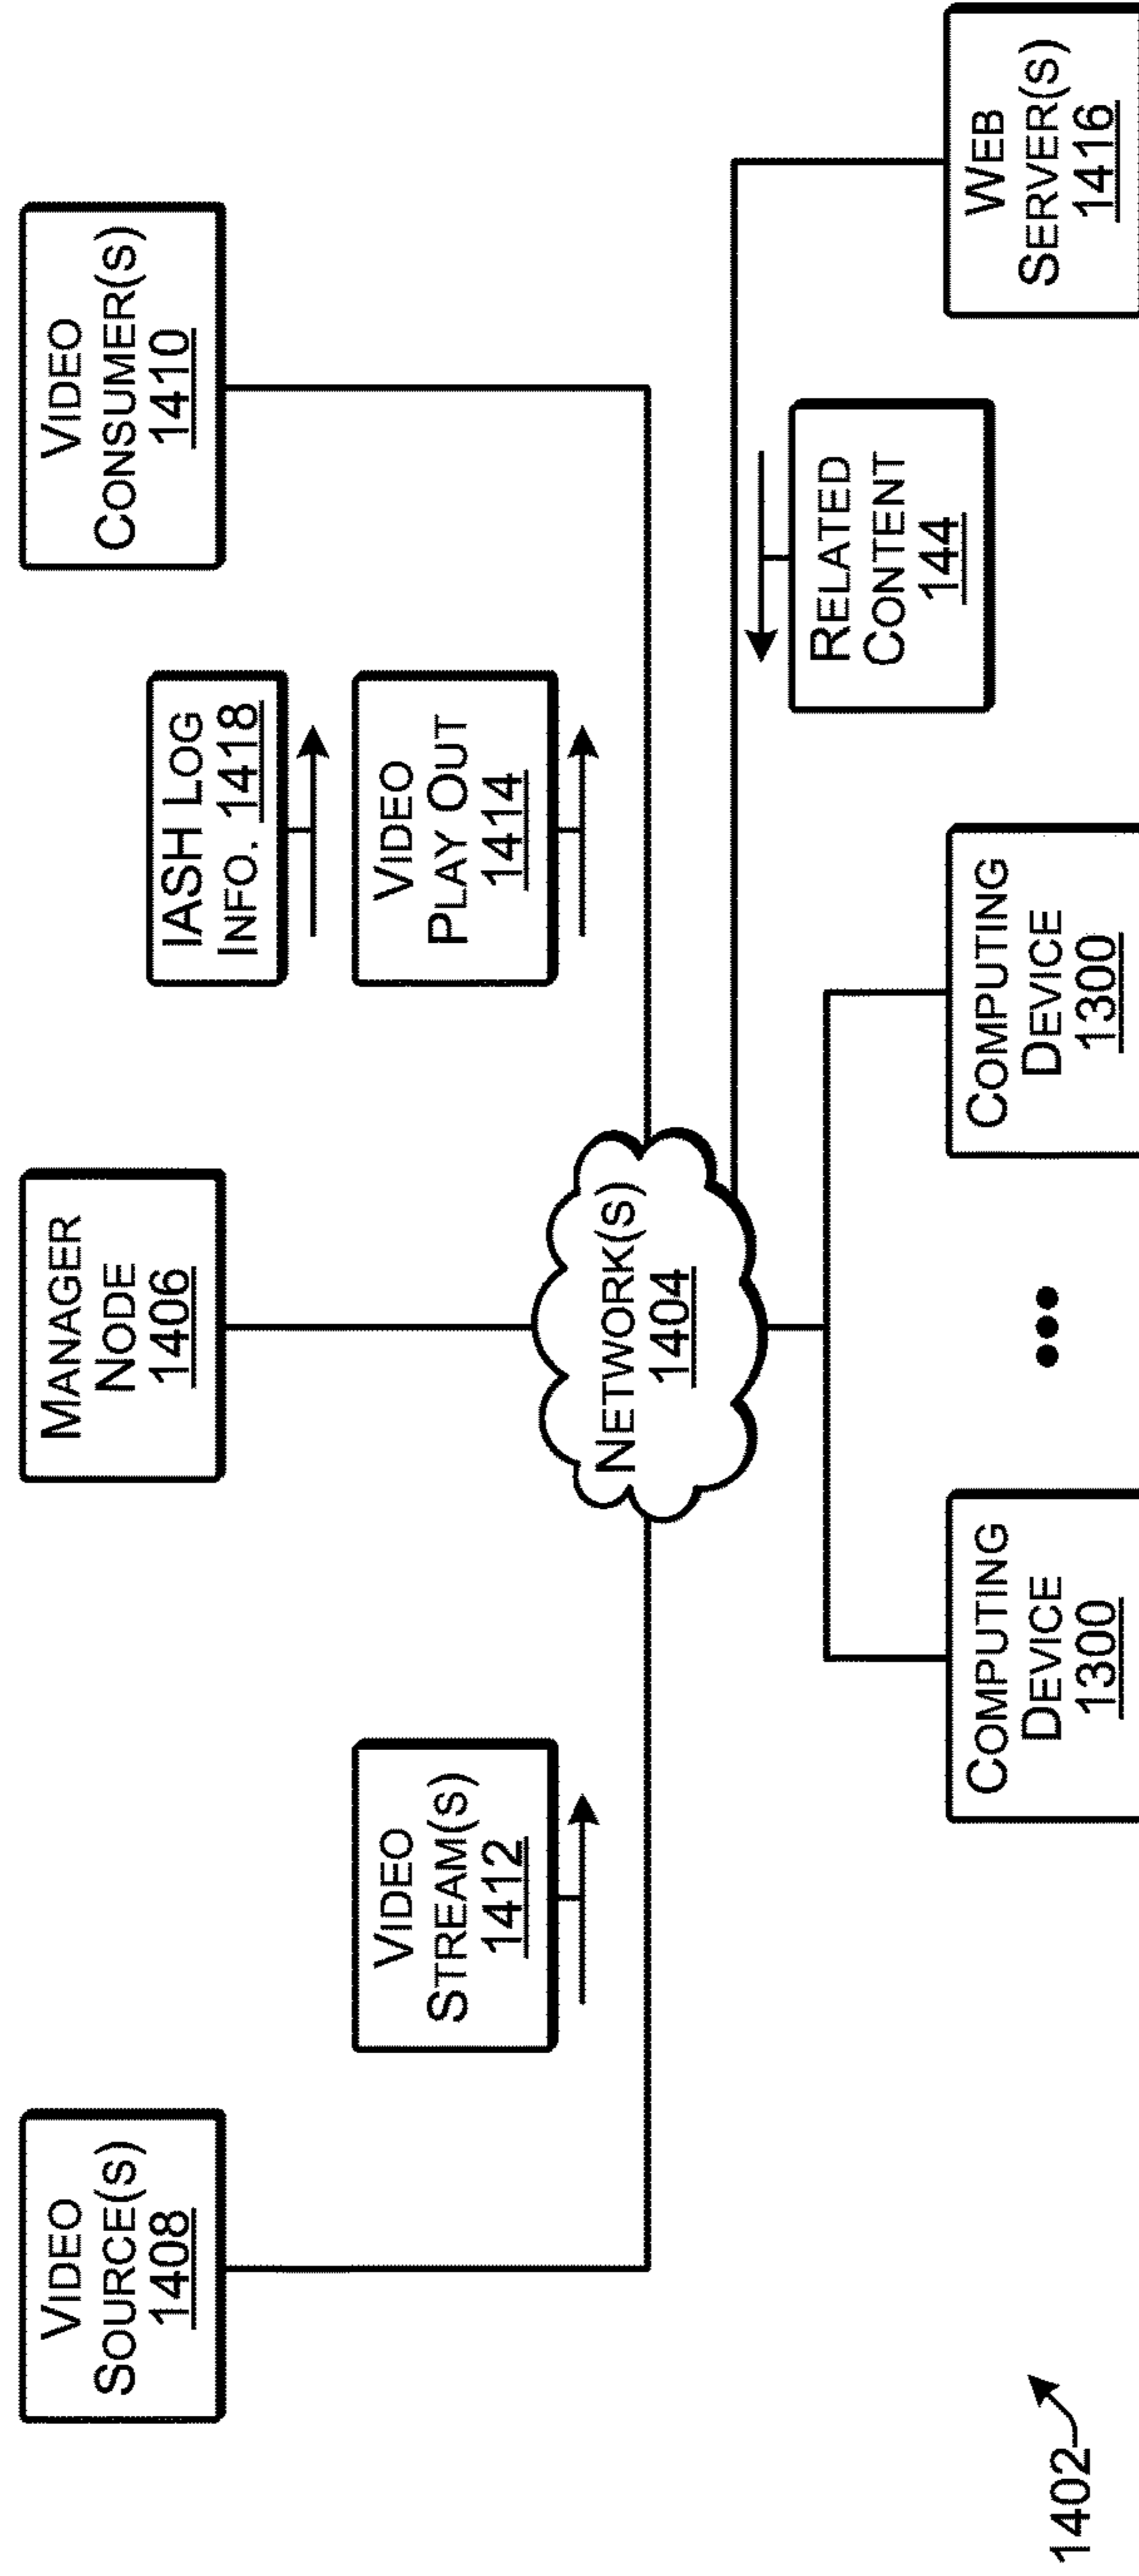 VIDEO
SOURCE(S)
1408
MANAGER
NODE
1406
VIDEO
CONSUMER(S)
1410
IASH LOG
INFO. 1418
VIDEO
STREAM(S)
1412
VIDEO
PLAY OUT
1414
NETWORK(S)
1404
RELATED
CONTENT
144
COMPUTING
DEVICE
1300
COMPUTING
DEVICE
1300
WEB
SERVER(S)
1416
1402